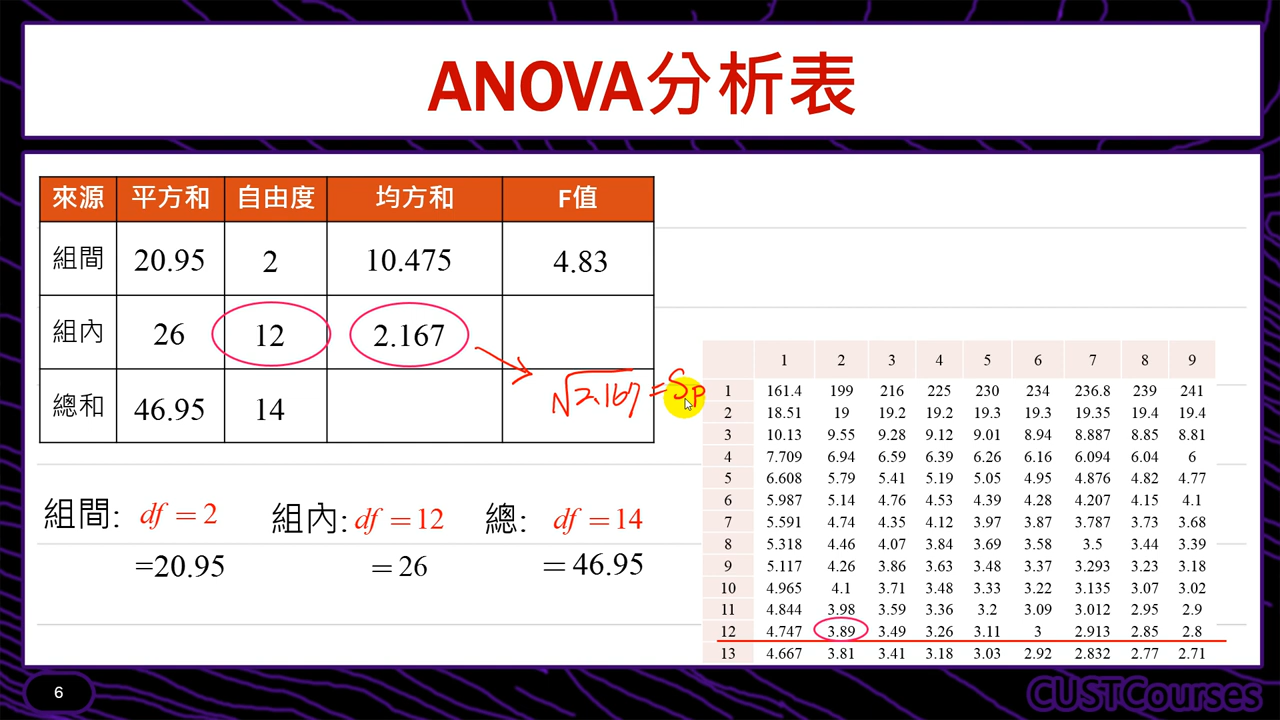 ANOVA分析表
來源 平方和 自由度 均方和 F值
組間 20.95 2 10.475 4.83
組內 26 12 2.167
總和 46.95 14
√2.167 = Sp
組間: df = 2 組內: df = 12 總: df = 14
=20.95 = 26 = 46.95
1 2 3 4 5 6 7 8 9
1 161.4 199 216 225 230 234 236.8 239 241
2 18.51 19 19.2 19.2 19.3 19.3 19.35 19.4 19.4
3 10.13 9.55 9.28 9.12 9.01 8.94 8.887 8.85 8.81
4 7.709 6.94 6.59 6.39 6.26 6.16 6.094 6.04 6
5 6.608 5.79 5.41 5.19 5.05 4.95 4.876 4.82 4.77
6 5.987 5.14 4.76 4.53 4.39 4.28 4.207 4.15 4.1
7 5.591 4.74 4.35 4.12 3.97 3.87 3.787 3.73 3.68
8 5.318 4.46 4.07 3.84 3.69 3.58 3.5 3.44 3.39
9 5.117 4.26 3.86 3.63 3.48 3.37 3.293 3.23 3.18
10 4.965 4.1 3.71 3.48 3.33 3.22 3.135 3.07 3.02
11 4.844 3.98 3.59 3.36 3.2 3.09 3.012 2.95 2.9
12 4.747 3.89 3.49 3.26 3.11 3 2.913 2.85 2.8
13 4.667 3.81 3.41 3.18 3.03 2.92 2.832 2.77 2.71
6
CUSTCourses